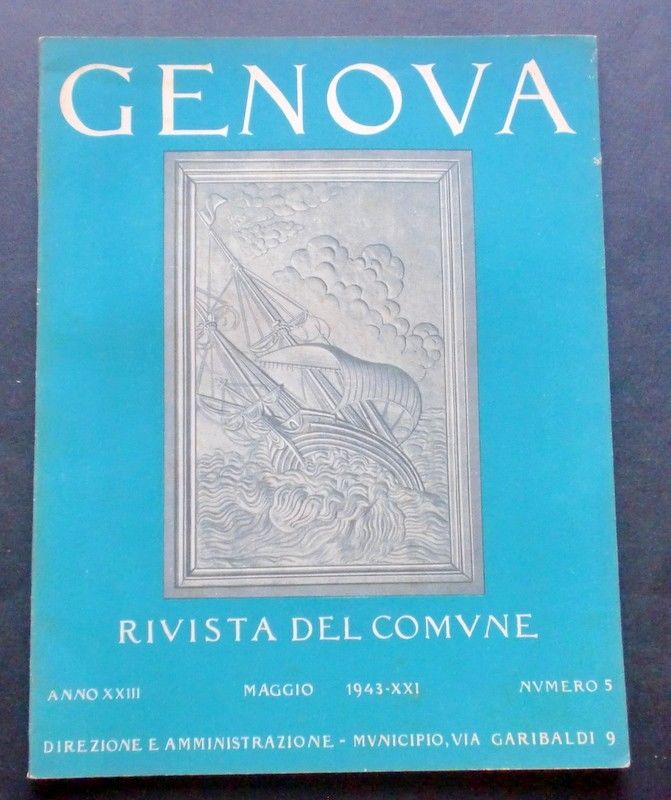 GENOVA
RIVISTA DEL COMVNE
ANNO XXIII MAGGIO 1943-XXI NVMERO 5
DIREZIONE E AMMINISTRAZIONE - MVNICIPIO, VIA GARIBALDI 9